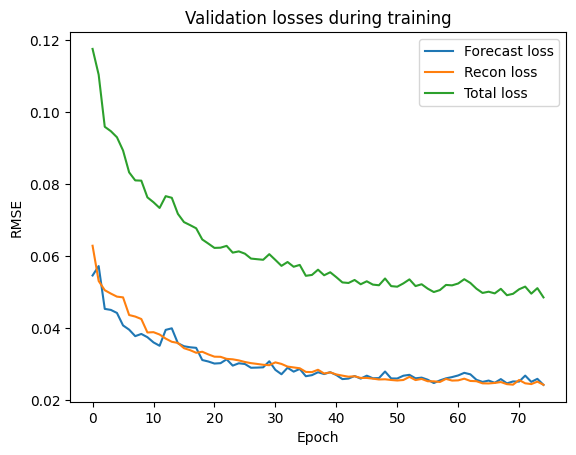 Validation losses during training
RMSE
0.12
0.10
0.08
0.06
0.04
0.02
Forecast loss
Recon loss
Total loss
0 10 20 30 40 50 60 70
Epoch